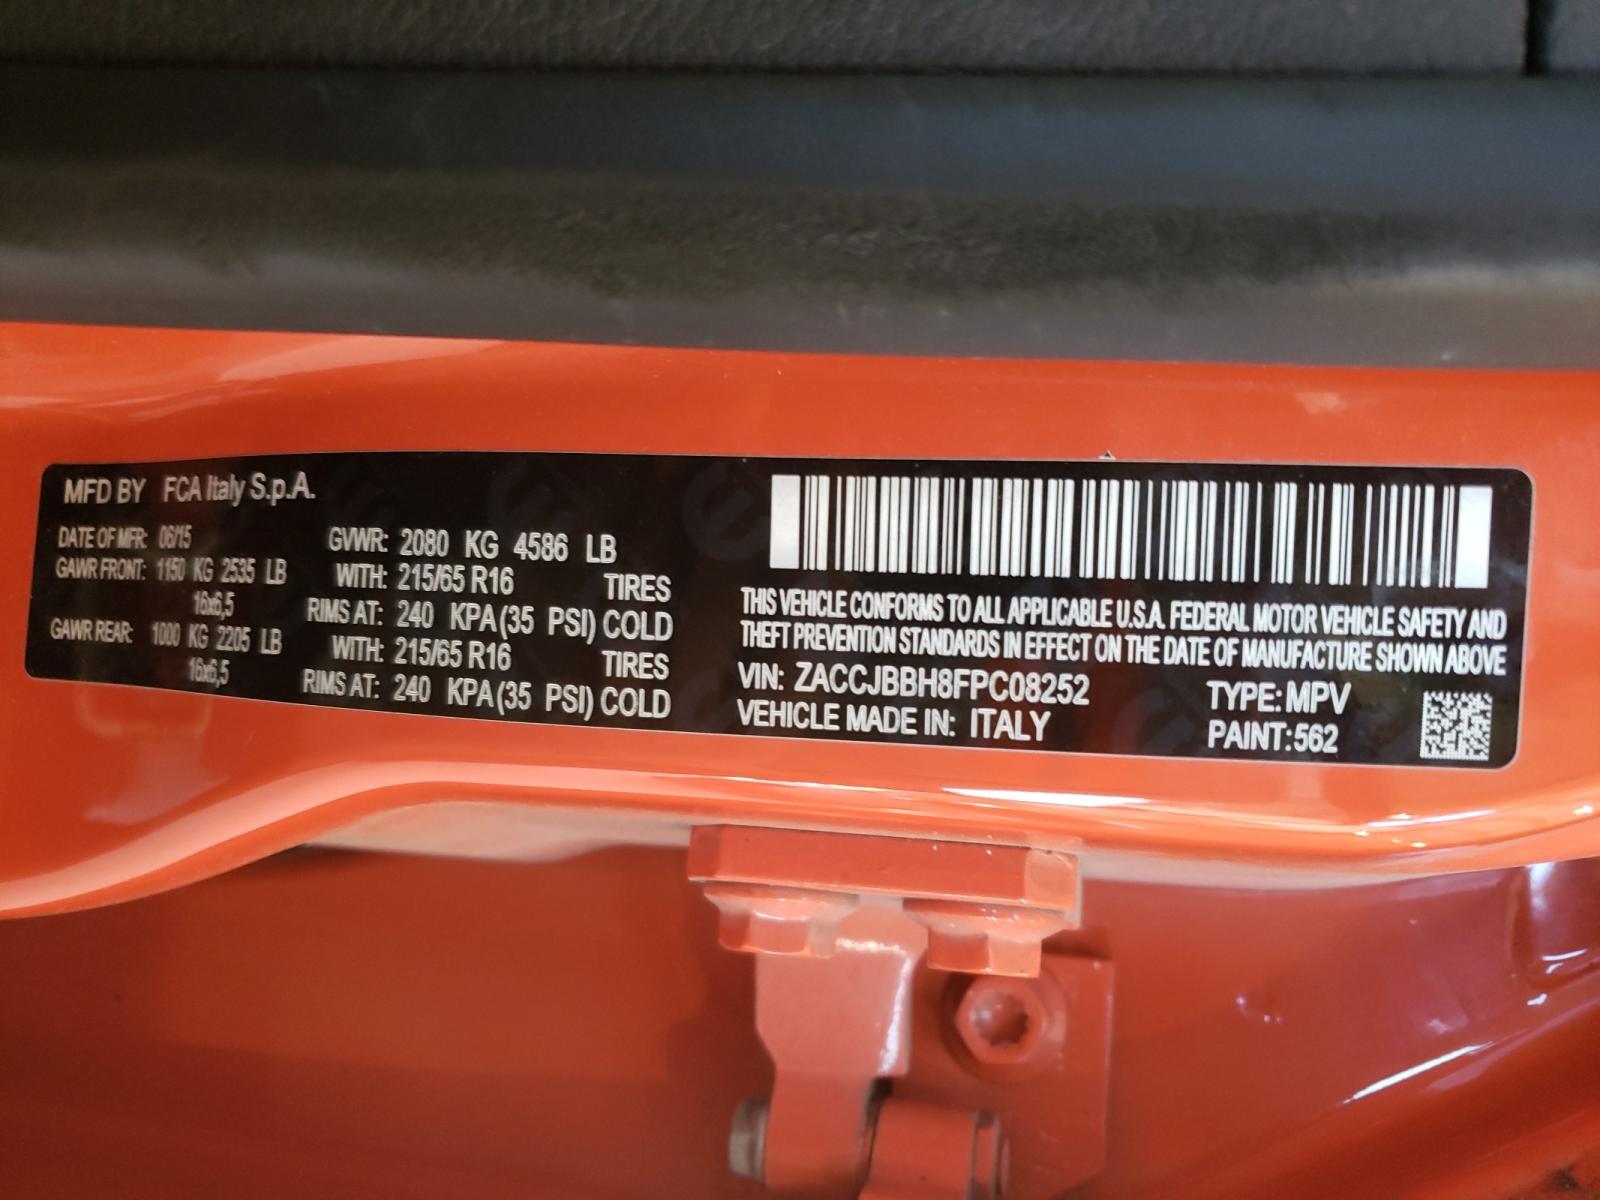 MFD BY FCA Italy S.p.A.
DATE OF MFR: 06/15
GAWR FRONT: 1150 KG 2535 LB
16x6,5
GAWR REAR: 1000 KG 2205 LB
16x6,5
GVWR: 2080 KG 4586 LB
WITH: 215/65 R16 TIRES
RIMS AT: 240 KPA (35 PSI) COLD
WITH: 215/65 R16 TIRES
RIMS AT: 240 KPA (35 PSI) COLD
THIS VEHICLE CONFORMS TO ALL APPLICABLE U.S.A. FEDERAL MOTOR VEHICLE SAFETY AND
THEFT PREVENTION STANDARDS IN EFFECT ON THE DATE OF MANUFACTURE SHOWN ABOVE
VIN: ZACCJBBH8FPC08252 TYPE: MPV
VEHICLE MADE IN: ITALY PAINT:562